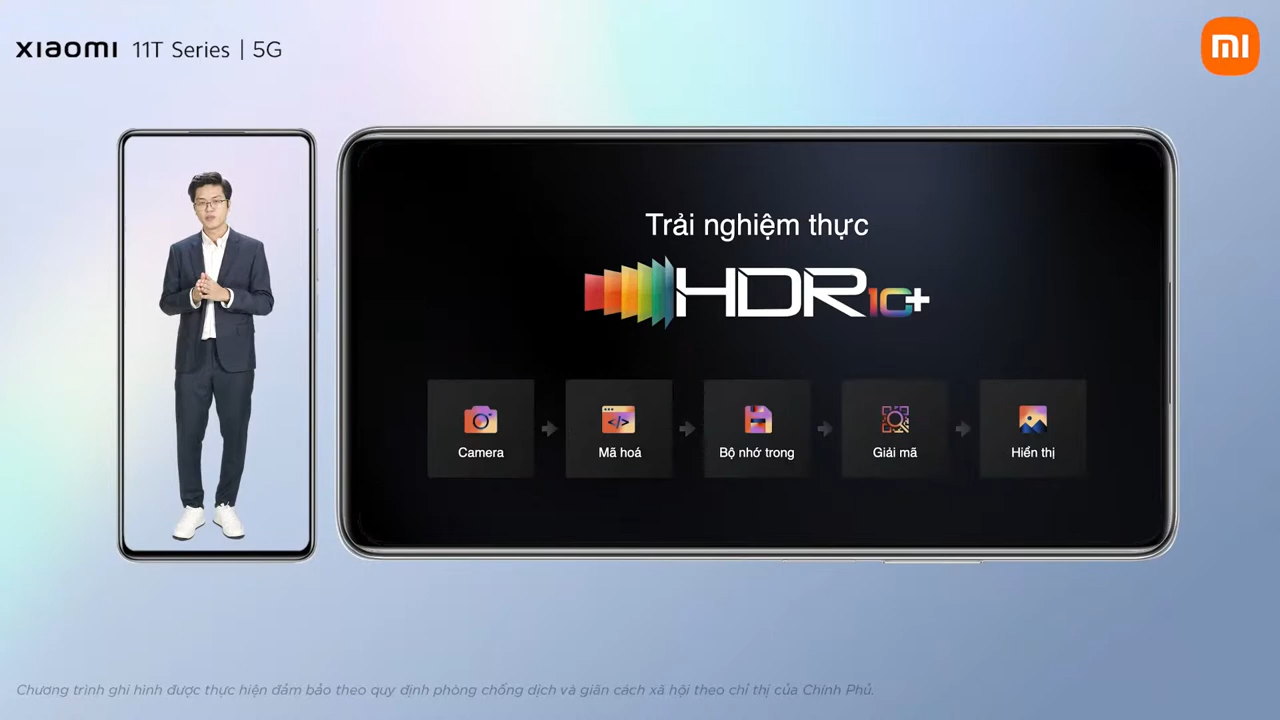 xiaomi 11T Series | 5G
mi
Trải nghiệm thực
HDR10+
Camera
Mã hoá
Bộ nhớ trong
Giải mã
Hiển thị
Chương trình ghi hình được thực hiện đảm bảo theo quy định phòng chống dịch và giãn cách xã hội theo chỉ thị của Chính Phủ.